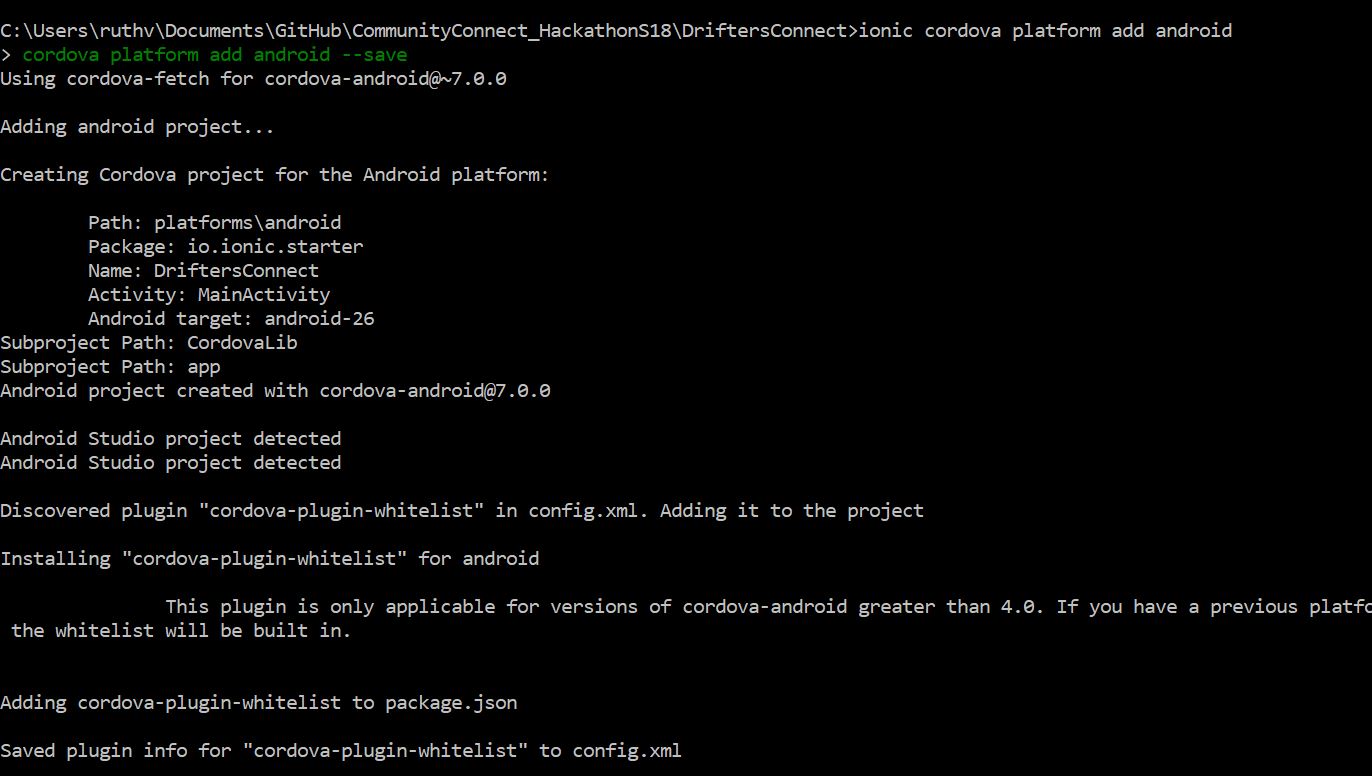 C:\Users\ruthv\Documents\GitHub\CommunityConnect_HackathonS18\DriftersConnect>ionic cordova platform add android
> cordova platform add android --save
Using cordova-fetch for cordova-android@~7.0.0
Adding android project...
Creating Cordova project for the Android platform:
Path: platforms\android
Package: io.ionic.starter
Name: DriftersConnect
Activity: MainActivity
Android target: android-26
Subproject Path: CordovaLib
Subproject Path: app
Android project created with cordova-android@7.0.0
Android Studio project detected
Android Studio project detected
Discovered plugin "cordova-plugin-whitelist" in config.xml. Adding it to the project
Installing "cordova-plugin-whitelist" for android
This plugin is only applicable for versions of cordova-android greater than 4.0. If you have a previous platfo
the whitelist will be built in.
Adding cordova-plugin-whitelist to package.json
Saved plugin info for "cordova-plugin-whitelist" to config.xml